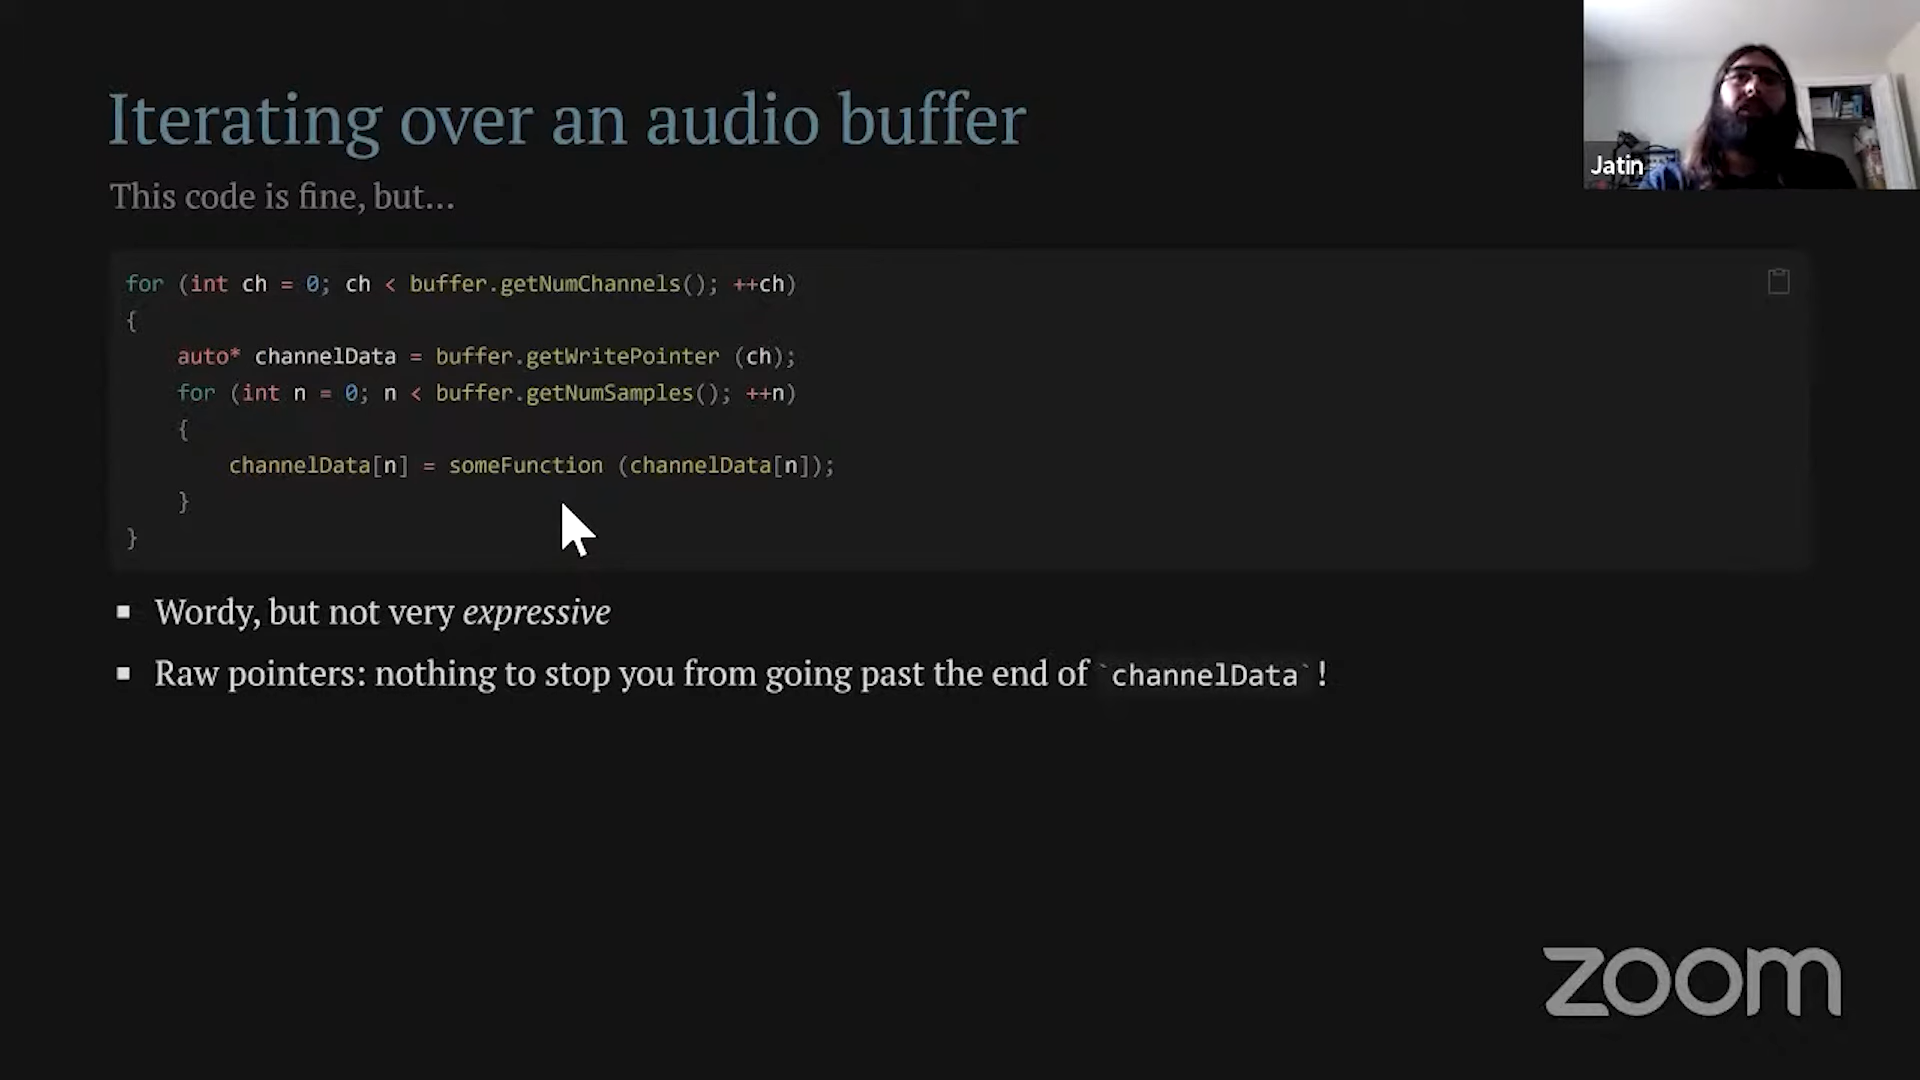 Iterating over an audio buffer
Jatin
This code is fine, but...
for (int ch = 0; ch < buffer.getNumChannels(); ++ch)
{
    auto* channelData = buffer.getWritePointer (ch);
    for (int n = 0; n < buffer.getNumSamples(); ++n)
    {
        channelData[n] = someFunction (channelData[n]);
    }
}
▪ Wordy, but not very expressive
▪ Raw pointers: nothing to stop you from going past the end of `channelData`!
zoom